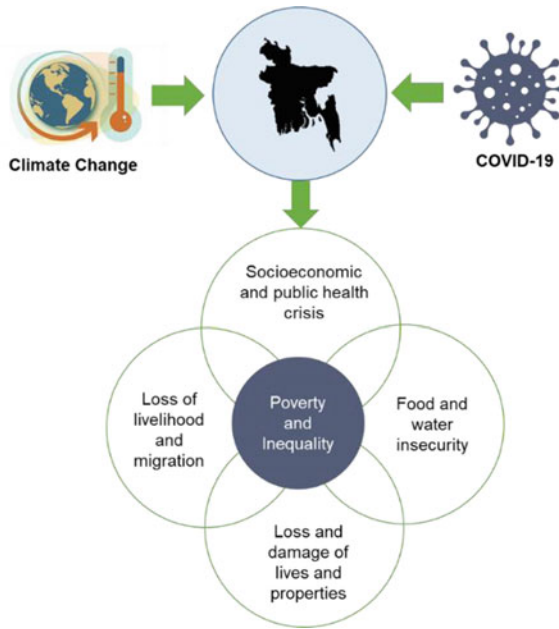 Climate Change
COVID-19
Socioeconomic
and public health
crisis
Loss of
livelihood
and
migration
Poverty
and
Inequality
Food and
water
insecurity
Loss and
damage of
lives and
properties